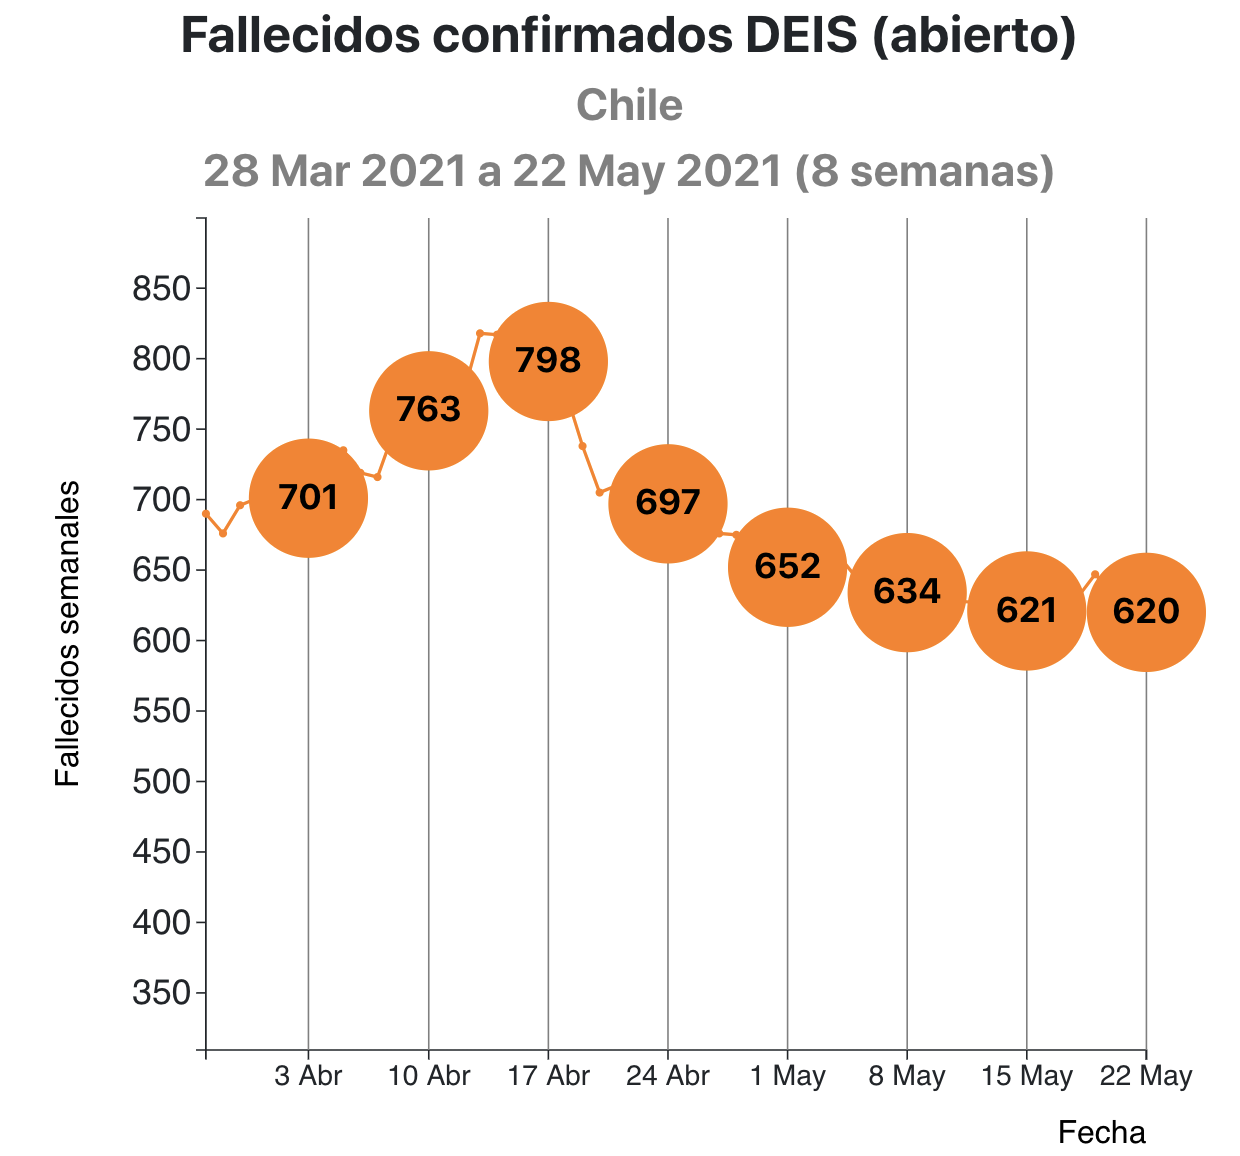 Fallecidos confirmados DEIS (abierto)
Chile
28 Mar 2021 a 22 May 2021 (8 semanas)
Fallecidos semanales
850
800
750
700
650
600
550
500
450
400
350
701
763
798
697
652
634
621
620
3 Abr
10 Abr
17 Abr
24 Abr
1 May
8 May
15 May
22 May
Fecha